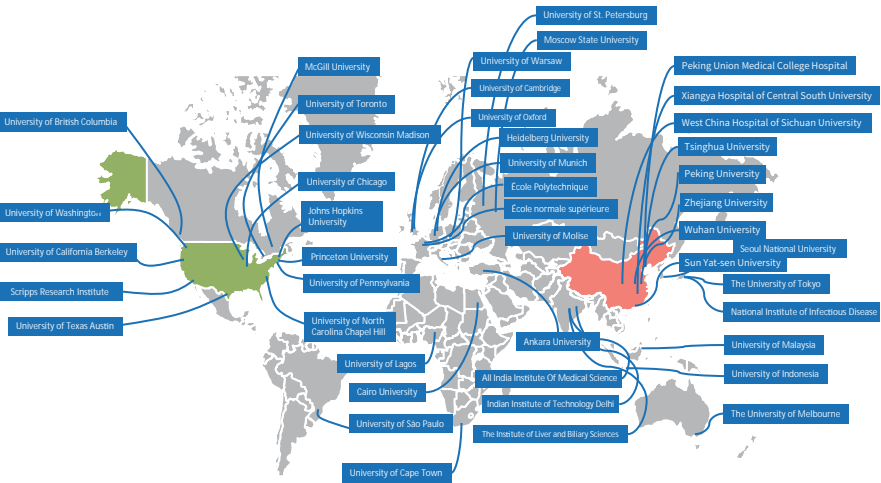 University of St. Petersburg
Moscow State University
University of Warsaw
McGill University
Peking Union Medical College Hospital
University of Cambridge
Xiangya Hospital of Central South University
University of Toronto
University of Oxford
University of British Columbia
West China Hospital of Sichuan University
University of Wisconsin Madison
Heidelberg University
Tsinghua University
University of Munich
Peking University
University of Chicago
École Polytechnique
Zhejiang University
École normale supérieure
University of Washington
Johns Hopkins
University
Wuhan University
University of Molise
Seoul National University
University of California Berkeley
Princeton University
Sun Yat-sen University
University of Pennsylvania
The University of Tokyo
Scripps Research Institute
National Institute of Infectious Disease
University of Texas Austin
University of North
Carolina Chapel Hill
Ankara University
University of Malaysia
University of Lagos
University of Indonesia
All India Institute Of Medical Science
Cairo University
Indian Institute of Technology Delhi
The University of Melbourne
University of São Paulo
The Institute of Liver and Biliary Sciences
University of Cape Town